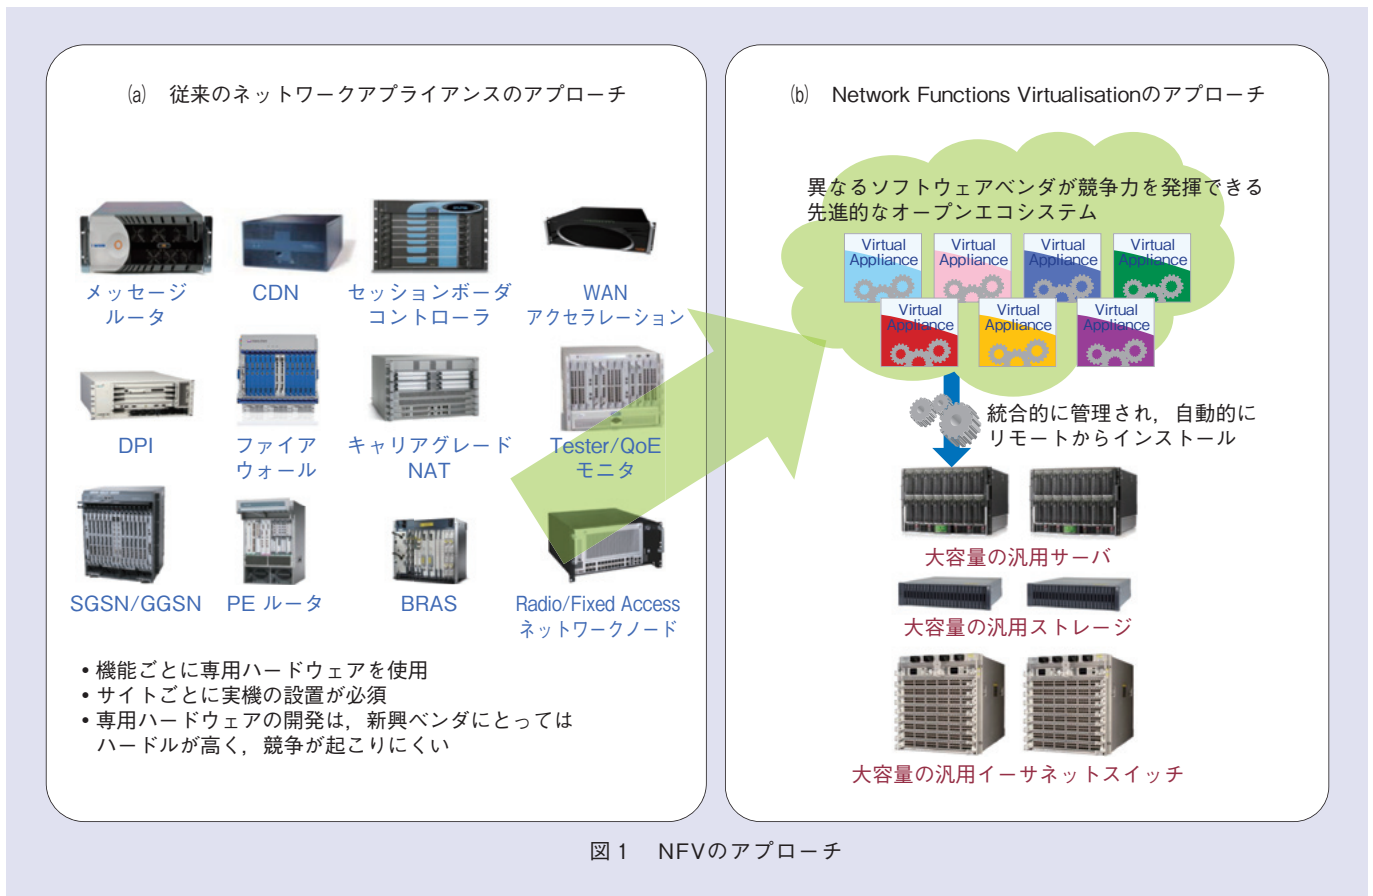 (a) 従来のネットワークアプライアンスのアプローチ
メッセージ
ルータ
CDN
セッションボーダ
コントローラ
WAN
アクセラレーション
DPI
ファイア
ウォール
キャリアグレード
NAT
Tester/QoE
モニタ
SGSN/GGSN
PE ルータ
BRAS
Radio/Fixed Access
ネットワークノード
•機能ごとに専用ハードウェアを使用
•サイトごとに実機の設置が必須
•専用ハードウェアの開発は，新興ベンダにとっては
ハードルが高く，競争が起こりにくい
(b) Network Functions Virtualisationのアプローチ
異なるソフトウェアベンダが競争力を発揮できる
先進的なオープンエコシステム
Virtual
Appliance
Virtual
Appliance
Virtual
Appliance
Virtual
Appliance
Virtual
Appliance
Virtual
Appliance
Virtual
Appliance
統合的に管理され，自動的に
リモートからインストール
大容量の汎用サーバ
大容量の汎用ストレージ
大容量の汎用イーサネットスイッチ
図 1 NFVのアプローチ